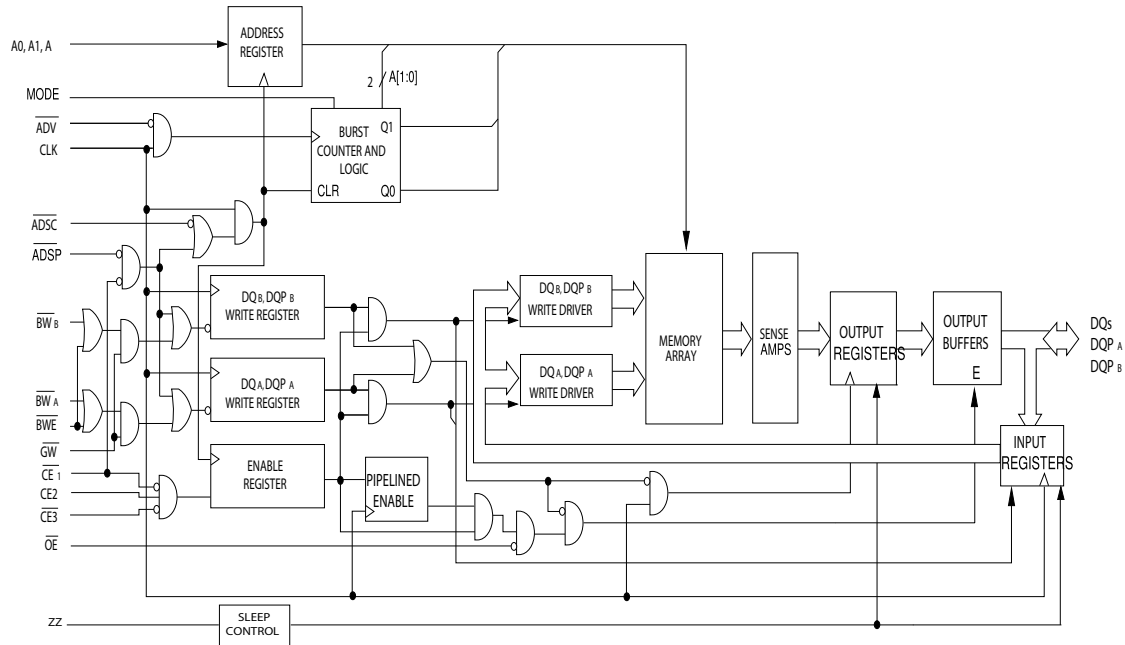 A0, A1, A
ADDRESS
REGISTER
2
A[1:0]
MODE
ADV
CLK
BURST
COUNTER AND
LOGIC
Q1
CLR
Q0
ADSC
ADSP
DQ B, DQP B
WRITE REGISTER
DQ B, DQP B
WRITE DRIVER
MEMORY
ARRAY
SENSE
AMPS
OUTPUT
REGISTERS
OUTPUT
BUFFERS
E
DQs
DQP A
DQP B
BW B
DQ A, DQP A
WRITE REGISTER
DQ A, DQP A
WRITE DRIVER
BW A
BWE
GW
CE 1
CE2
CE3
ENABLE
REGISTER
PIPELINED
ENABLE
INPUT
REGISTERS
OE
ZZ
SLEEP
CONTROL